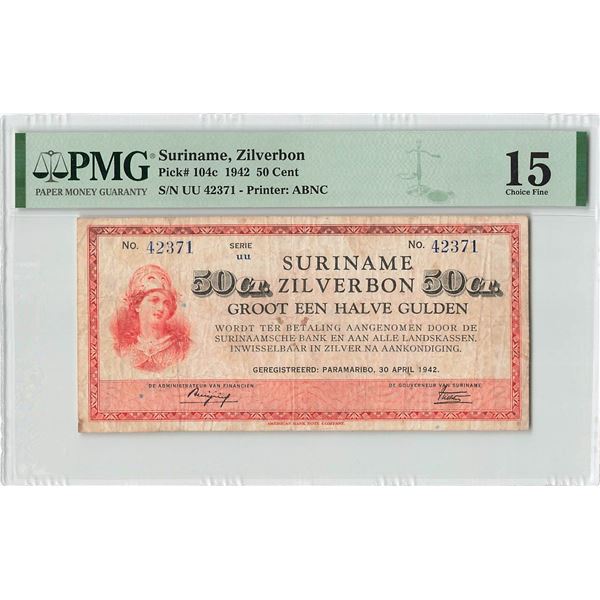 PMG
PAPER MONEY GUARANTY
Suriname, Zilverbon
Pick# 104c 1942 50 Cent
S/N UU 42371 - Printer: ABNC
15
Choice Fine
No. 42371
SERIE
uu
No. 42371
SURINAME
50 CT. ZILVERBON 50 CT.
GROOT EEN HALVE GULDEN
WORDT TER BETALING AANGENOMEN DOOR DE
SURINAAMSCHE BANK EN AAN ALLE LANDSKASSEN,
INWISSELBAAR IN ZILVER NA AANKONDIGING.
GEREGISTREERD: PARAMARIBO, 30 APRIL 1942.
DE ADMINISTRATEUR VAN FINANCIEN
DE GOUVERNEUR VAN SURINAME
AMERICAN BANK NOTE COMPANY.